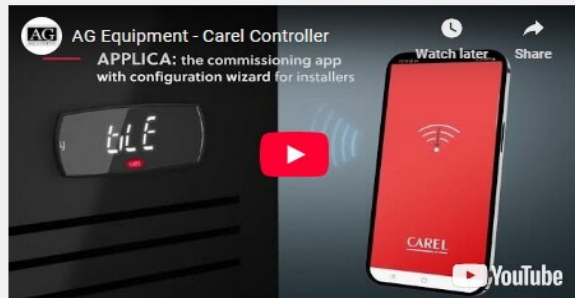 AG
AG Equipment - Carel Controller
Watch later
Share
APPLICA: the commissioning app
with configuration wizard for installers
bLE
CAREL
CAREL
YouTube